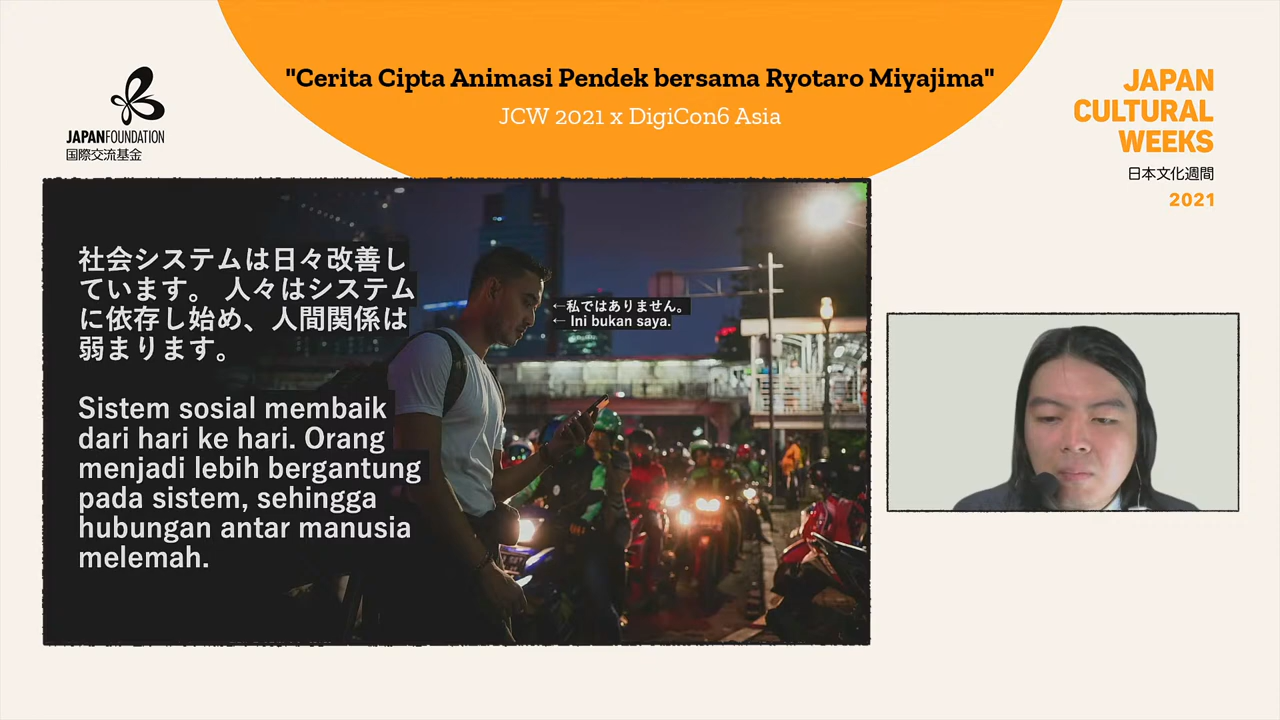 "Cerita Cipta Animasi Pendek bersama Ryotaro Miyajima"
JCW 2021 x DigiCon6 Asia
JAPANFOUNDATION
国際交流基金
JAPAN
CULTURAL
WEEKS
日本文化週間
2021
社会システムは日々改善し
ています。 人々はシステム
に依存し始め、人間関係は
弱まります。
Sistem sosial membaik
dari hari ke hari. Orang
menjadi lebih bergantung
pada sistem, sehingga
hubungan antar manusia
melemah.
←私ではありません。
← Ini bukan saya.